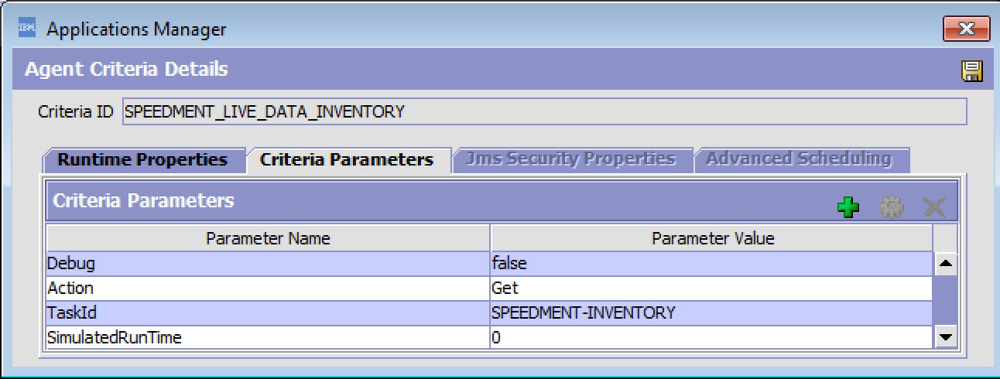 IBM Applications Manager
Agent Criteria Details
Criteria ID SPEEDMENT_LIVE_DATA_INVENTORY
Runtime Properties Criteria Parameters Jms Security Properties Advanced Scheduling
Criteria Parameters
Parameter Name Parameter Value
Debug false
Action Get
TaskId SPEEDMENT-INVENTORY
SimulatedRunTime 0